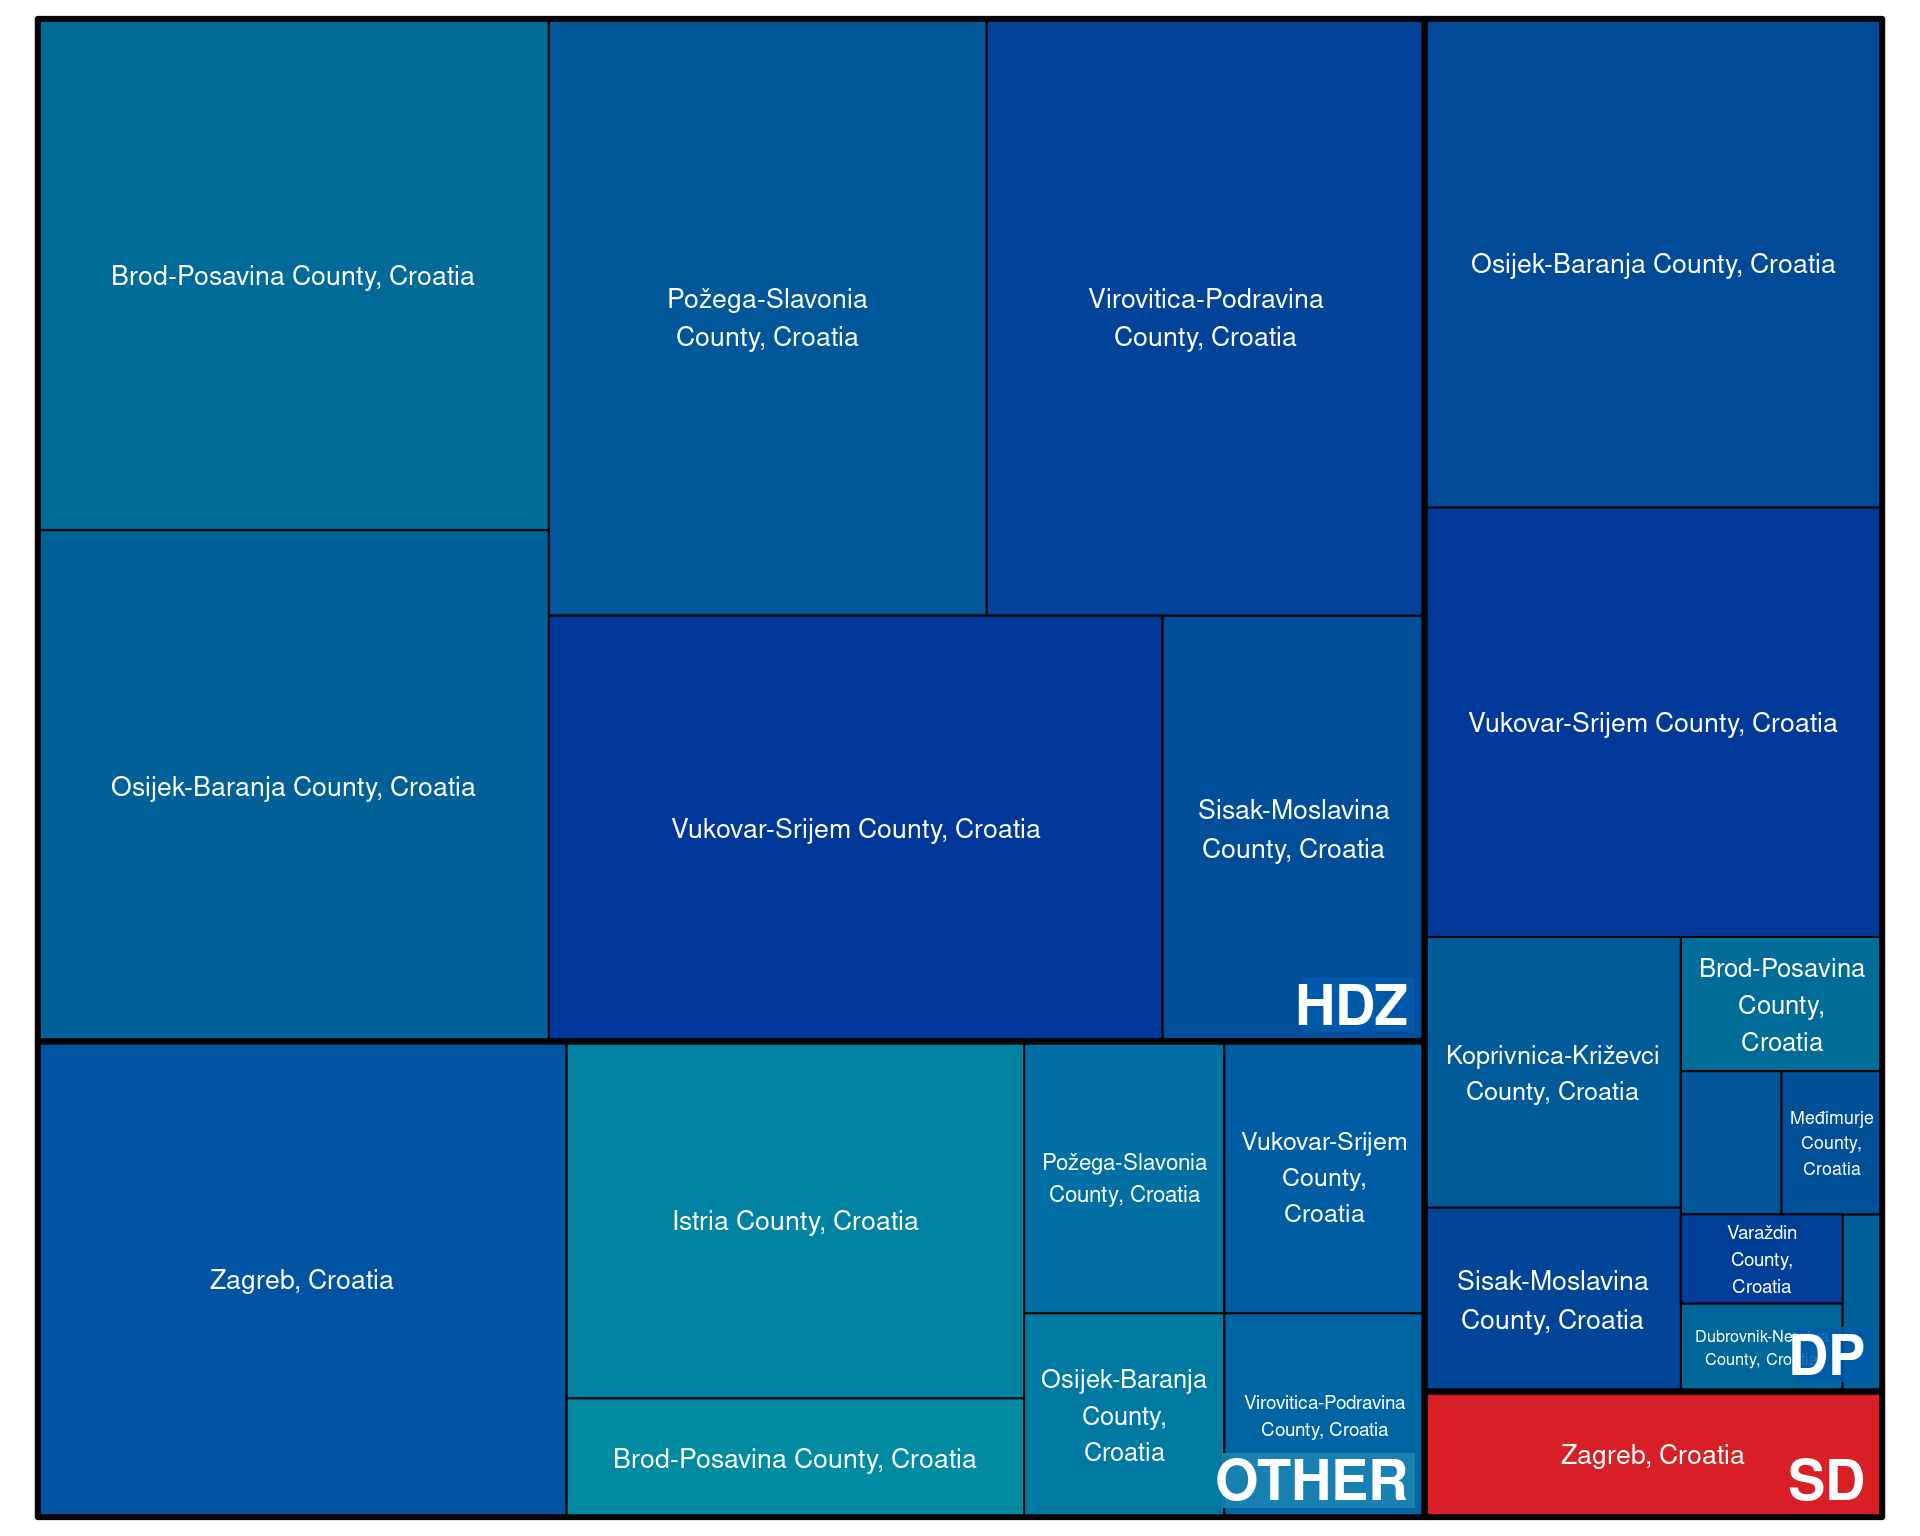 Brod-Posavina County, Croatia
Požega-Slavonia
County, Croatia
Virovitica-Podravina
County, Croatia
Osijek-Baranja County, Croatia
Vukovar-Srijem County, Croatia
Sisak-Moslavina
County, Croatia
HDZ
Osijek-Baranja County, Croatia
Vukovar-Srijem County, Croatia
Koprivnica-Križevci
County, Croatia
Brod-Posavina
County,
Croatia
Međimurje
County,
Croatia
Sisak-Moslavina
County, Croatia
Varaždin
County,
Croatia
County,
DP
Zagreb, Croatia
Istria County, Croatia
Brod-Posavina County, Croatia
Požega-Slavonia
County, Croatia
Vukovar-Srijem
County,
Croatia
Osijek-Baranja
County,
Croatia
Virovitica-Podravina
County, Croatia
OTHER
Zagreb, Croatia
SD